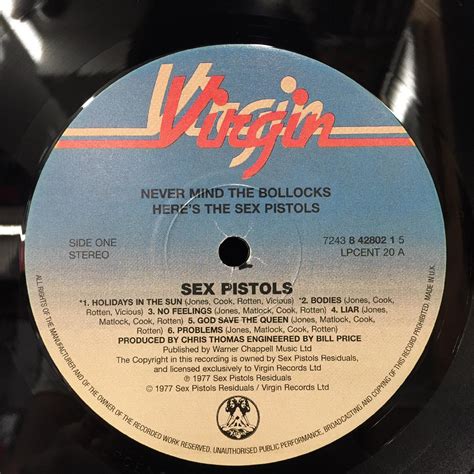 Virgin
NEVER MIND THE BOLLOCKS
HERE'S THE SEX PISTOLS
SIDE ONE
STEREO
7243 8 42802 1 5
LPCENT 20 A
SEX PISTOLS
*1. HOLIDAYS IN THE SUN (Jones, Cook, Rotten, Vicious) *2. BODIES (Jones, Cook,
Rotten, Vicious) 3. NO FEELINGS (Jones, Matlock, Cook, Rotten) 4. LIAR (Jones,
Matlock, Cook, Rotten) 5. GOD SAVE THE QUEEN (Jones, Matlock, Cook, Rotten)
6. PROBLEMS (Jones, Matlock, Cook, Rotten)
PRODUCED BY CHRIS THOMAS ENGINEERED BY BILL PRICE
Published by Warner Chappell Music Ltd
The Copyright in this recording is owned by Sex Pistols Residuals,
and licensed exclusively to Virgin Records Ltd
℗ 1977 Sex Pistols Residuals
© 1977 Sex Pistols Residuals / Virgin Records Ltd
ALL RIGHTS OF THE MANUFACTURER AND OF THE OWNER OF THE RECORDED WORK RESERVED. UNAUTHORISED PUBLIC PERFORMANCE, BROADCASTING AND COPYING OF THIS RECORD PROHIBITED. MADE IN U.K.